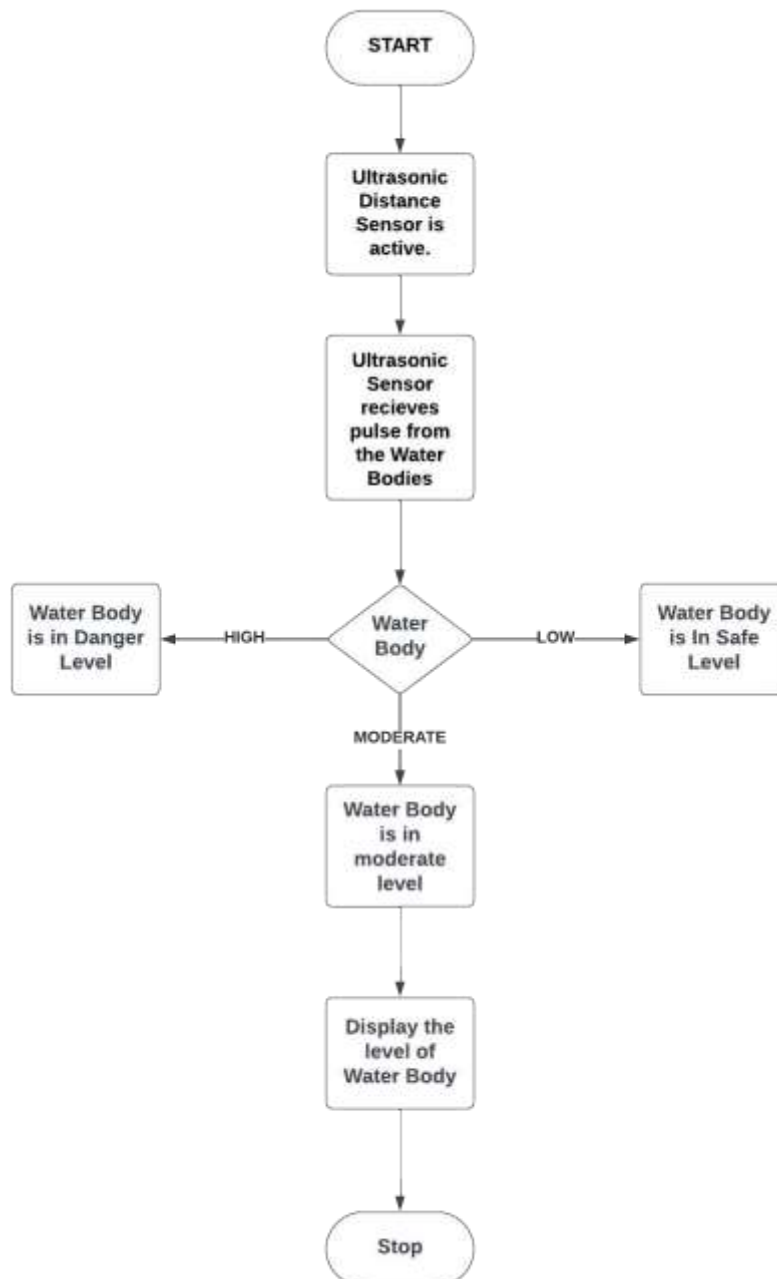 START
Ultrasonic
Distance
Sensor is
active.
Ultrasonic
Sensor
recieves
pulse from
the Water
Bodies
Water Body
is in Danger
Level
HIGH
Water
Body
LOW
Water Body
is In Safe
Level
MODERATE
Water Body
is in
moderate
level
Display the
level of
Water Body
Stop